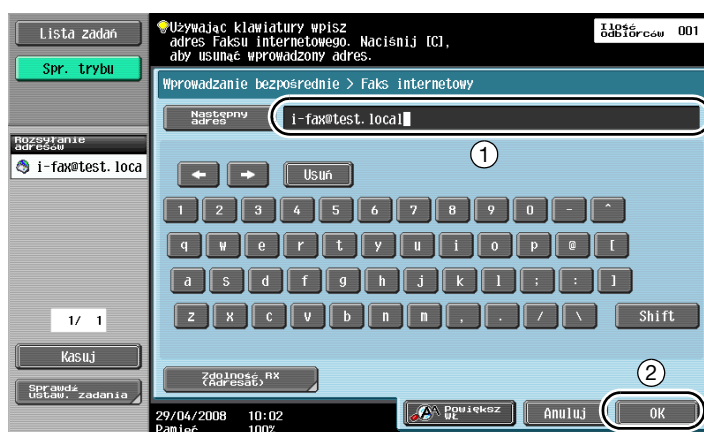 Lista zadań
Spr. trybu
Używając klawiatury wpisz
adres Faksu internetowego. Naciśnij [C],
aby usunąć wprowadzony adres.
Ilość
odbiorców 001
Wprowadzanie bezpośrednie > Faks internetowy
Następny
adres
i-fax@test.local
1
Rozsyłanie
adresów
i-fax@test.loca
← → Usuń
1 2 3 4 5 6 7 8 9 0 - ^
q w e r t y u i o p @ [
a s d f g h j k l ; : ]
z x c v b n m , . / \ Shift
1/ 1
Kasuj
Sprawdź
ustaw. zadania
Zdolność RX
(Adresat)
2
Powiększ
WŁ
Anuluj
OK
29/04/2008 10:02
Pamięć 100%